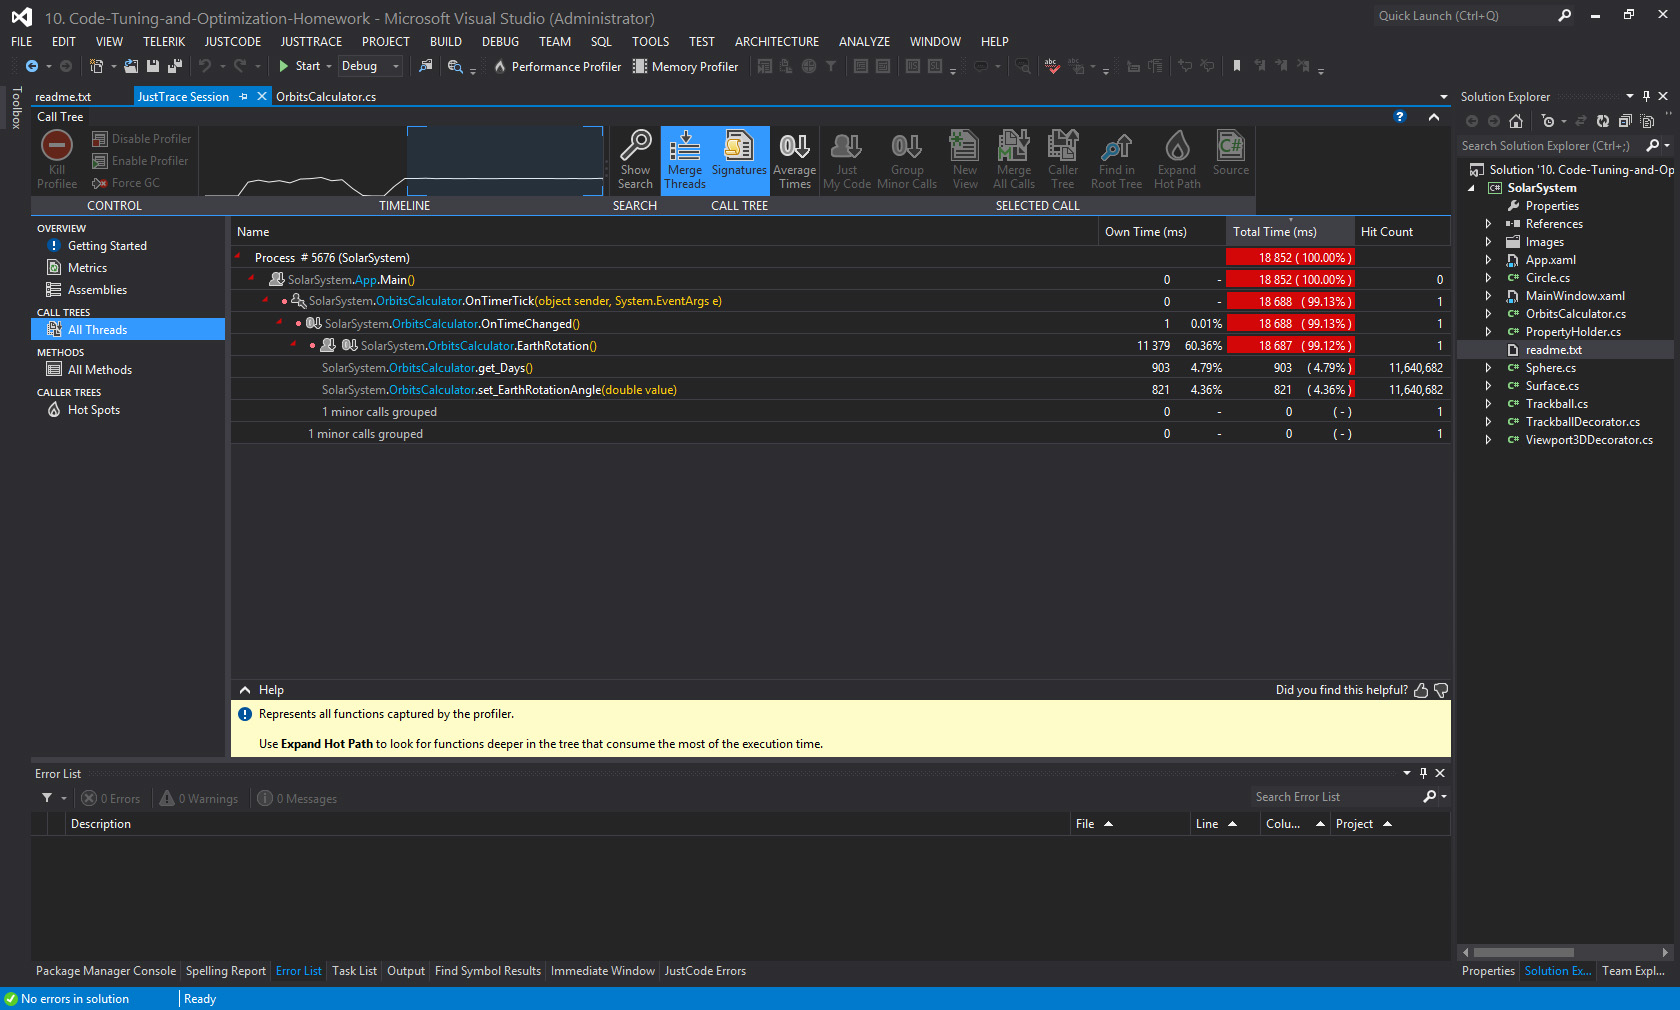 10. Code-Tuning-and-Optimization-Homework - Microsoft Visual Studio (Administrator)
Quick Launch (Ctrl+Q)
FILE EDIT VIEW TELERIK JUSTCODE JUSTTRACE PROJECT BUILD DEBUG TEAM SQL TOOLS TEST ARCHITECTURE ANALYZE WINDOW HELP
Start Debug Performance Profiler Memory Profiler
Toolbox
readme.txt JustTrace Session OrbitsCalculator.cs
Call Tree
Kill Profilee
Disable Profiler
Enable Profiler
Force GC
Show Search
Merge Threads
Signatures
Average Times
Just My Code
Group Minor Calls
New View
Merge All Calls
Caller Tree
Find in Root Tree
Expand Hot Path
Source
CONTROL TIMELINE SEARCH CALL TREE SELECTED CALL
OVERVIEW
Getting Started
Metrics
Assemblies
CALL TREES
All Threads
METHODS
All Methods
CALLER TREES
Hot Spots
Name Own Time (ms) Total Time (ms) Hit Count
Process # 5676 (SolarSystem) 18 852 ( 100.00% )
SolarSystem.App.Main() 0 - 18 852 ( 100.00% ) 0
SolarSystem.OrbitsCalculator.OnTimerTick(object sender, System.EventArgs e) 0 - 18 688 ( 99.13% ) 1
SolarSystem.OrbitsCalculator.OnTimeChanged() 1 0.01% 18 688 ( 99.13% ) 1
SolarSystem.OrbitsCalculator.EarthRotation() 11 379 60.36% 18 687 ( 99.12% ) 1
SolarSystem.OrbitsCalculator.get_Days() 903 4.79% 903 ( 4.79% ) 11,640,682
SolarSystem.OrbitsCalculator.set_EarthRotationAngle(double value) 821 4.36% 821 ( 4.36% ) 11,640,682
1 minor calls grouped 0 - 0 ( - ) 1
1 minor calls grouped 0 - 0 ( - ) 1
Help Did you find this helpful?
Represents all functions captured by the profiler.
Use Expand Hot Path to look for functions deeper in the tree that consume the most of the execution time.
Error List
0 Errors 0 Warnings 0 Messages Search Error List
Description File Line Colu... Project
Package Manager Console Spelling Report Error List Task List Output Find Symbol Results Immediate Window JustCode Errors
Solution Explorer
Search Solution Explorer (Ctrl+;)
Solution '10. Code-Tuning-and-Op
SolarSystem
Properties
References
Images
App.xaml
Circle.cs
MainWindow.xaml
OrbitsCalculator.cs
PropertyHolder.cs
readme.txt
Sphere.cs
Surface.cs
Trackball.cs
TrackballDecorator.cs
Viewport3DDecorator.cs
Properties Solution Ex... Team Expl...
No errors in solution Ready